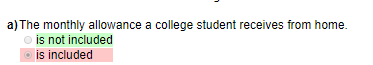 a) The monthly allowance a college student receives from home.
is not included
is included